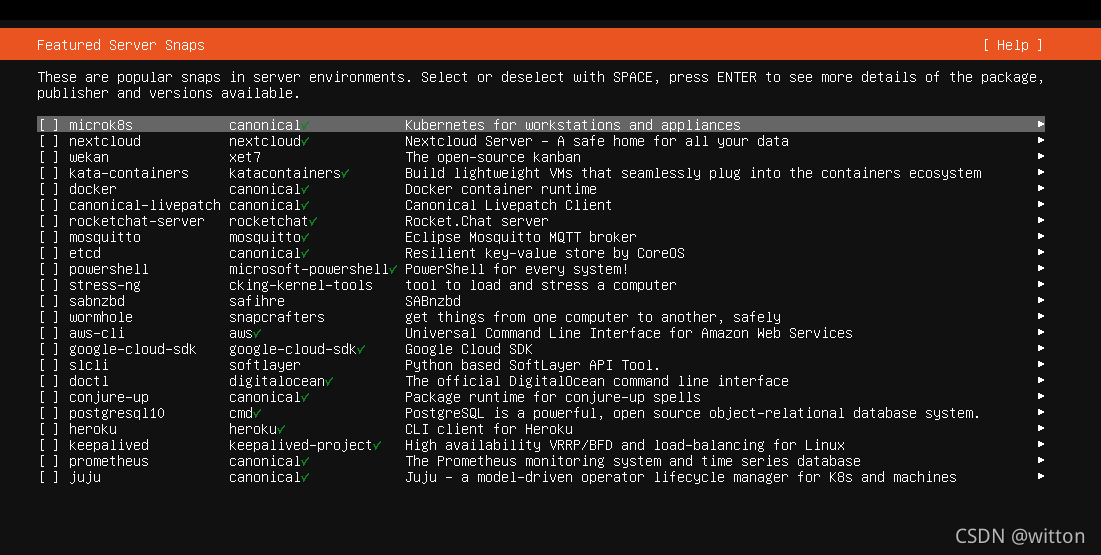 Featured Server Snaps [ Help ]
These are popular snaps in server environments. Select or deselect with SPACE, press ENTER to see more details of the package,
publisher and versions available.
[ ] microk8s canonical✓ Kubernetes for workstations and appliances ►
[ ] nextcloud nextcloud✓ Nextcloud Server - A safe home for all your data ►
[ ] wekan xet7 The open-source kanban ►
[ ] kata-containers katacontainers✓ Build lightweight VMs that seamlessly plug into the containers ecosystem ►
[ ] docker canonical✓ Docker container runtime ►
[ ] canonical-livepatch canonical✓ Canonical Livepatch Client ►
[ ] rocketchat-server rocketchat✓ Rocket.Chat server ►
[ ] mosquitto mosquitto✓ Eclipse Mosquitto MQTT broker ►
[ ] etcd canonical✓ Resilient key-value store by CoreOS ►
[ ] powershell microsoft-powershell✓ PowerShell for every system! ►
[ ] stress-ng cking-kernel-tools tool to load and stress a computer ►
[ ] sabnzbd safihre SABnzbd ►
[ ] wormhole snapcrafters get things from one computer to another, safely ►
[ ] aws-cli aws✓ Universal Command Line Interface for Amazon Web Services ►
[ ] google-cloud-sdk google-cloud-sdk✓ Google Cloud SDK ►
[ ] slcli softlayer Python based SoftLayer API Tool. ►
[ ] doctl digitalocean✓ The official DigitalOcean command line interface ►
[ ] conjure-up canonical✓ Package runtime for conjure-up spells ►
[ ] postgresql10 cmd✓ PostgreSQL is a powerful, open source object-relational database system. ►
[ ] heroku heroku✓ CLI client for Heroku ►
[ ] keepalived keepalived-project✓ High availability VRRP/BFD and load-balancing for Linux ►
[ ] prometheus canonical✓ The Prometheus monitoring system and time series database ►
[ ] juju canonical✓ Juju - a model-driven operator lifecycle manager for K8s and machines ►
CSDN @witton